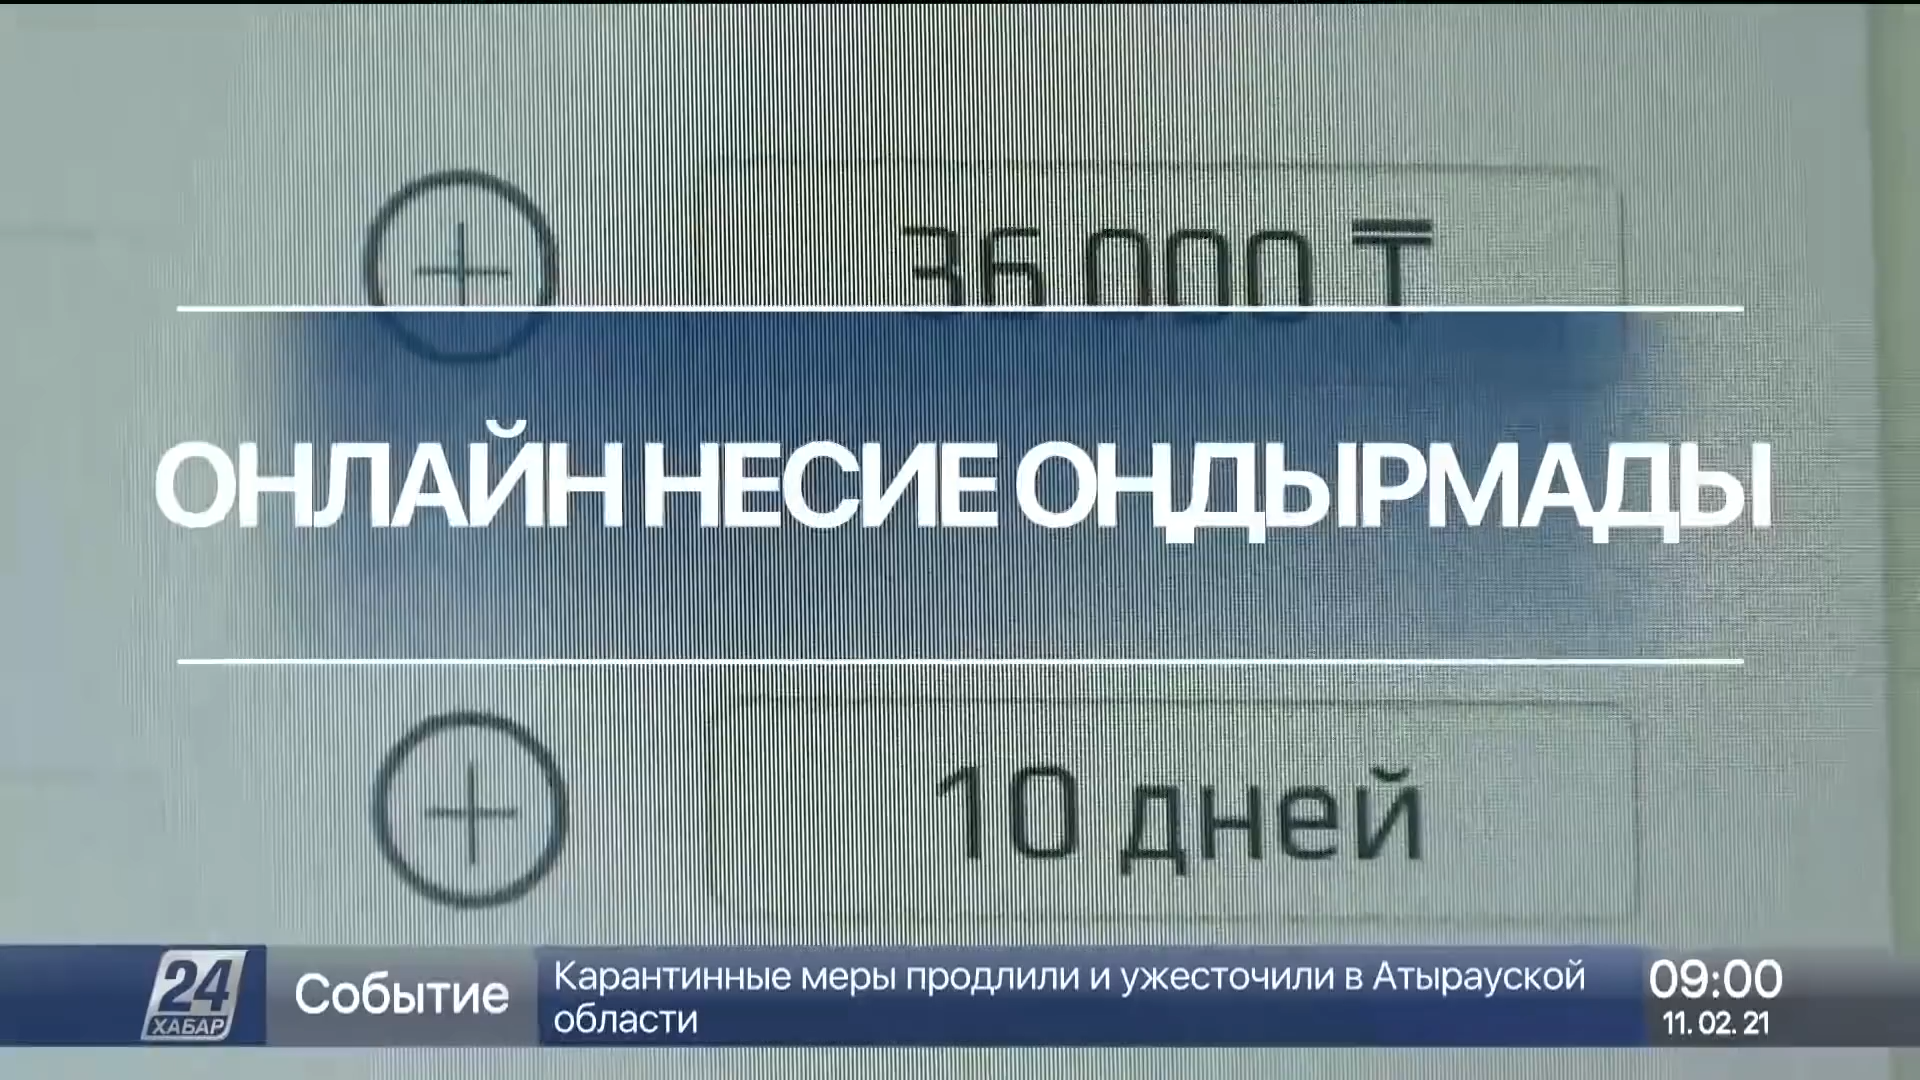 36 000 ₸
ОНЛАЙН НЕСИЕ ОҢДЫРМАДЫ
10 дней
24
ХАБАР
Событие
Карантинные меры продлили и ужесточили в Атырауской
области
09:00
11. 02. 21